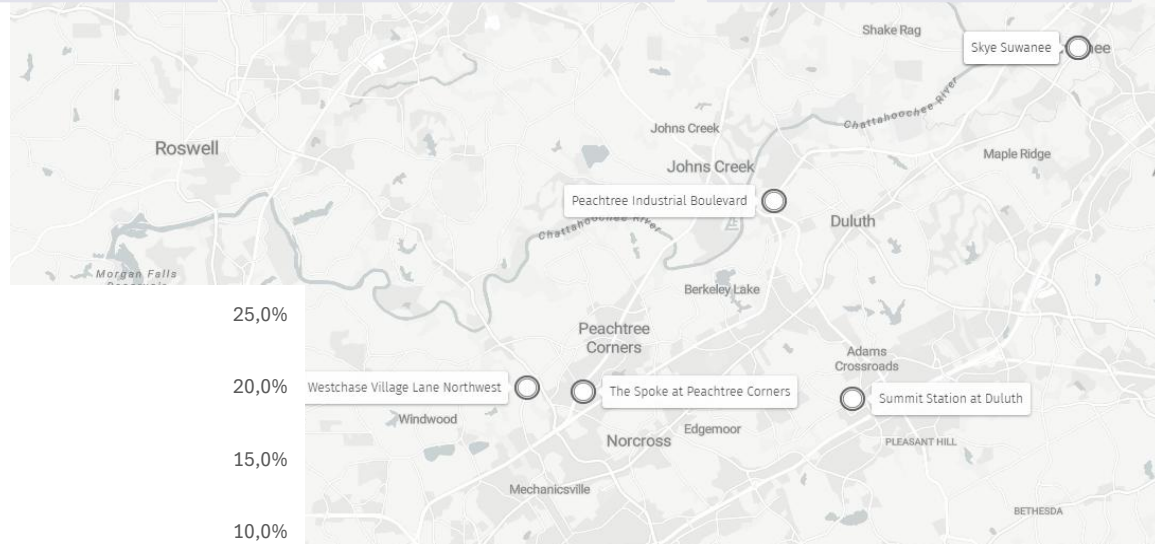 Shake Rag
Skye Suwanee
nee
Chattahoochee River
Johns Creek
Roswell
Maple Ridge
Johns Creek
Peachtree Industrial Boulevard
Duluth
Chattahoochee River
Morgan Falls
Berkeley Lake
25,0%
Peachtree
Corners
Adams
Crossroads
20,0%
Westchase Village Lane Northwest
The Spoke at Peachtree Corners
Summit Station at Duluth
Windwood
Edgemoor
Norcross
PLEASANT HILL
15,0%
Mechanicsville
BETHESDA
10,0%